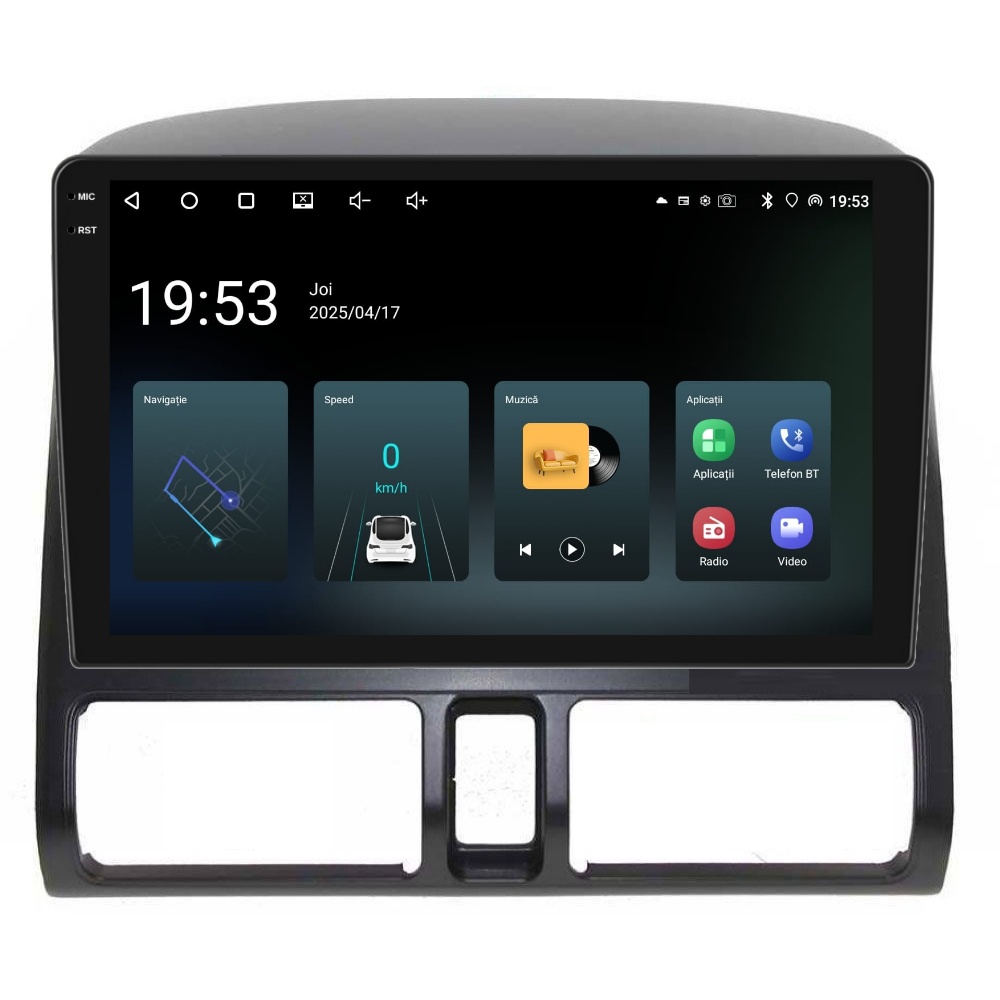 MIC
RST
19:53
19:53
Joi
2025/04/17
Navigație
Speed
0
km/h
Muzică
Aplicații
Aplicații
Telefon BT
Radio
Video